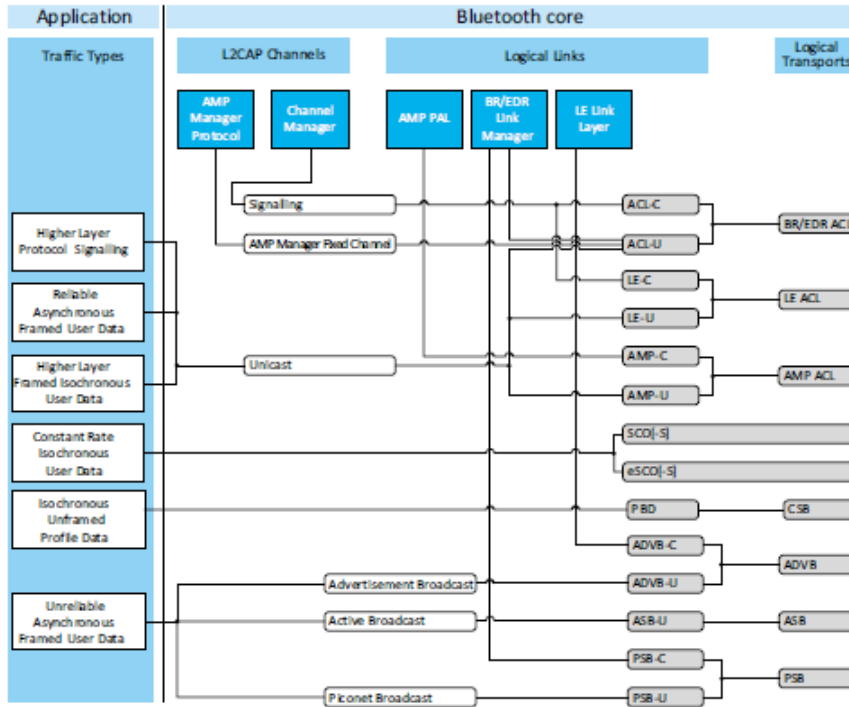 Application
Bluetooth core
Traffic Types
L2CAP Channels
Logical Links
Logical
Transports
AMP
Manager
Protocol
Channel
Manager
AMP PAL
BR/EDR
Link
Manager
LE Link
Layer
Signalling
ACL-C
Higher Layer
Protocol Signalling
BR/EDR ACL
AMP Manager Fixed Channel
ACL-U
Reliable
Asynchronous
Framed User Data
LE-C
LE ACL
LE-U
Higher Layer
Framed Isochronous
User Data
Unicast
AMP-C
AMP ACL
AMP-U
Constant Rate
Isochronous
User Data
SCO[-S]
eSCO[-S]
Isochronous
Unframed
Profile Data
PBD
CSB
ADVB-C
ADVB
Advertisement Broadcast
ADVB-U
Unreliable
Asynchronous
Framed User Data
Active Broadcast
ASB-U
ASB
PSB-C
PSB
Piconet Broadcast
PSB-U